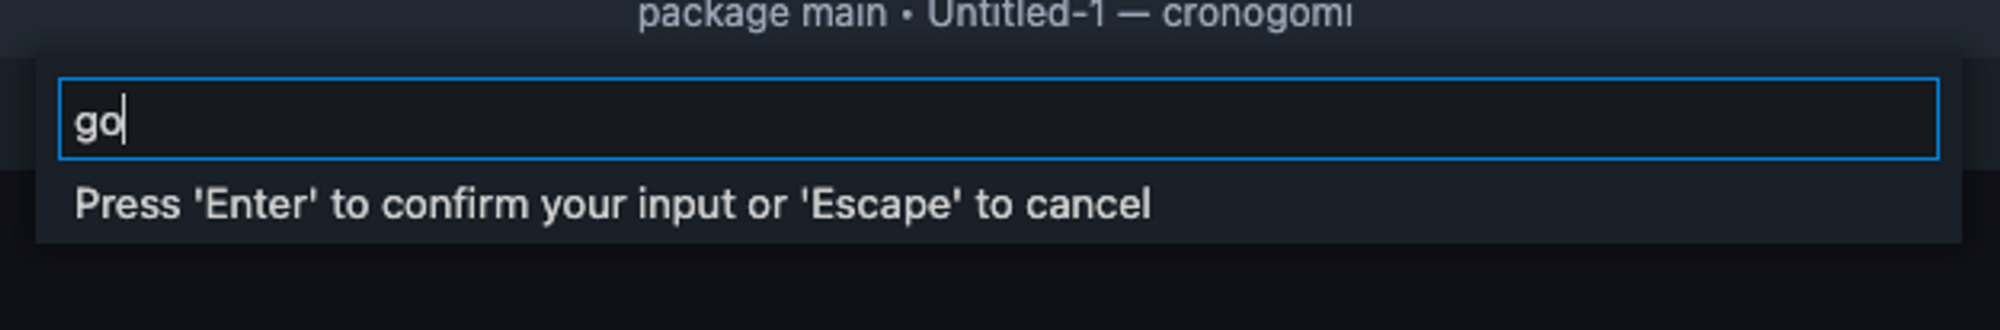 package main • Untitled-1 — cronogomi
go
Press 'Enter' to confirm your input or 'Escape' to cancel